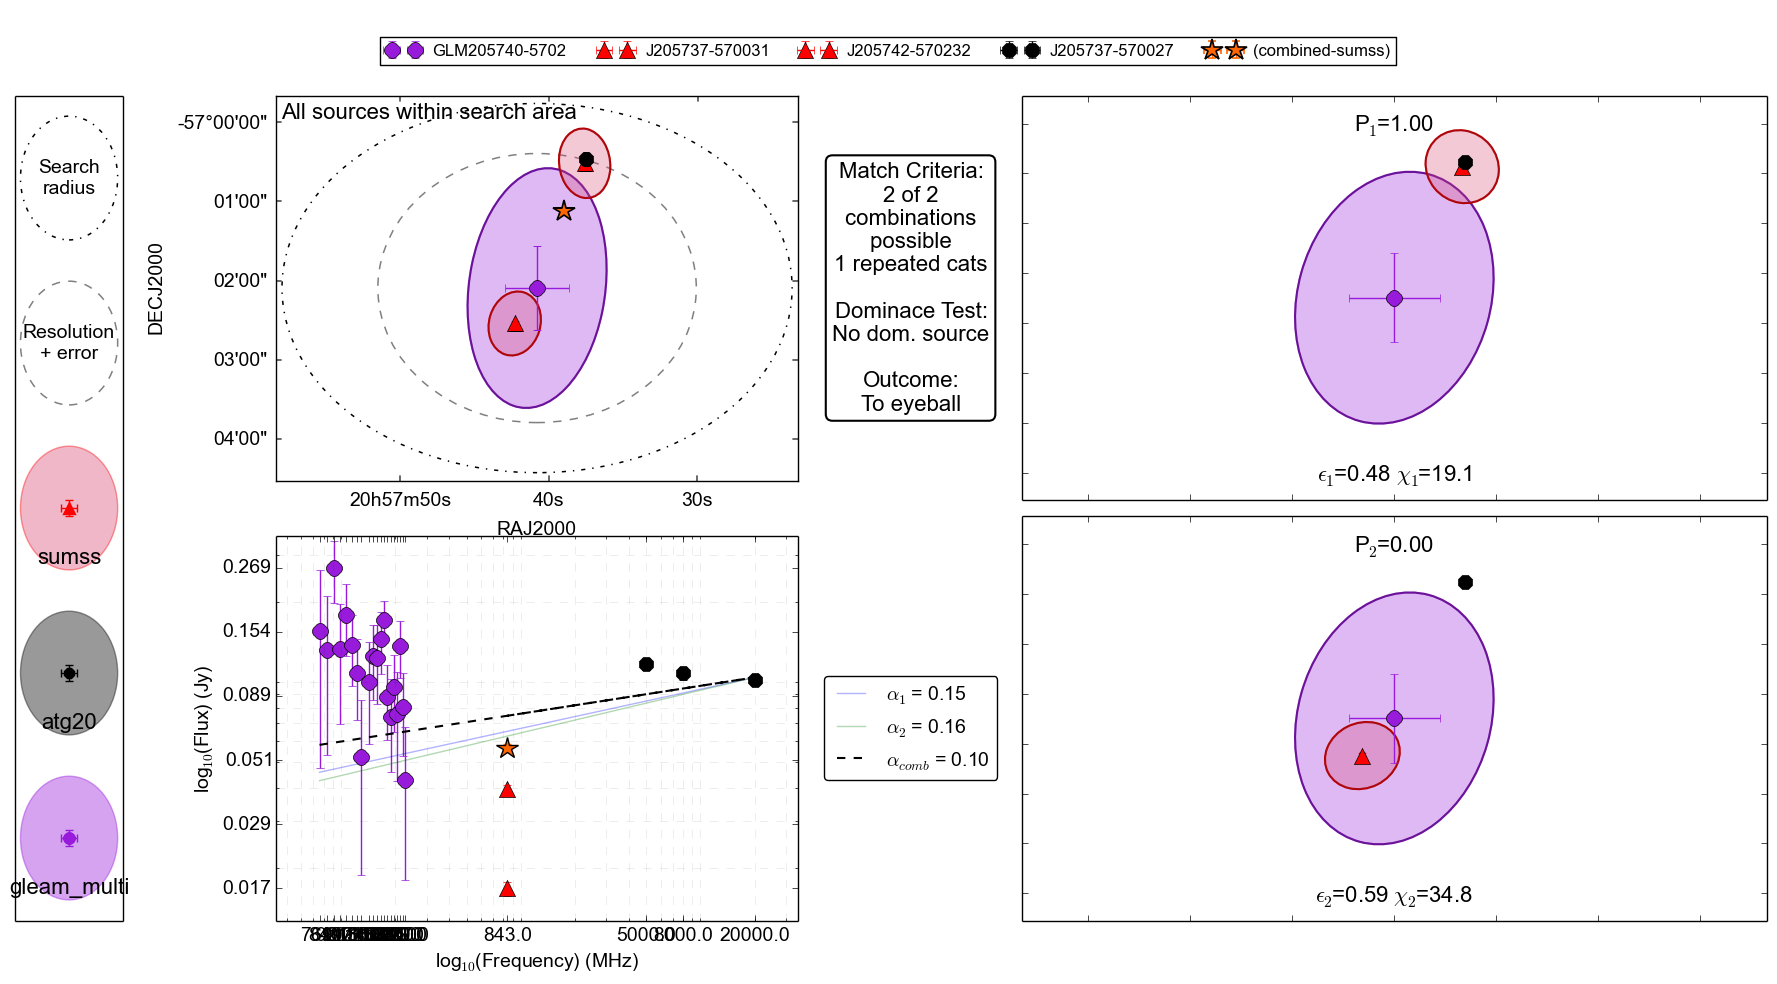 GLM205740-5702 J205737-570031 J205742-570232 J205737-570027 (combined-sumss)
Search
radius
Resolution
+ error
sumss
atg20
gleam_multi
All sources within search area
DECJ2000
-57°00'00"
01'00"
02'00"
03'00"
04'00"
20h57m50s 40s 30s
RAJ2000
Match Criteria:
2 of 2
combinations
possible
1 repeated cats
Dominace Test:
No dom. source
Outcome:
To eyeball
P1=1.00
ϵ1=0.48 χ1=19.1
P2=0.00
ϵ2=0.59 χ2=34.8
log10(Flux) (Jy)
0.269
0.154
0.089
0.051
0.029
0.017
843.0 5000.0 8000.0 20000.0
log10(Frequency) (MHz)
α1 = 0.15
α2 = 0.16
αcomb = 0.10